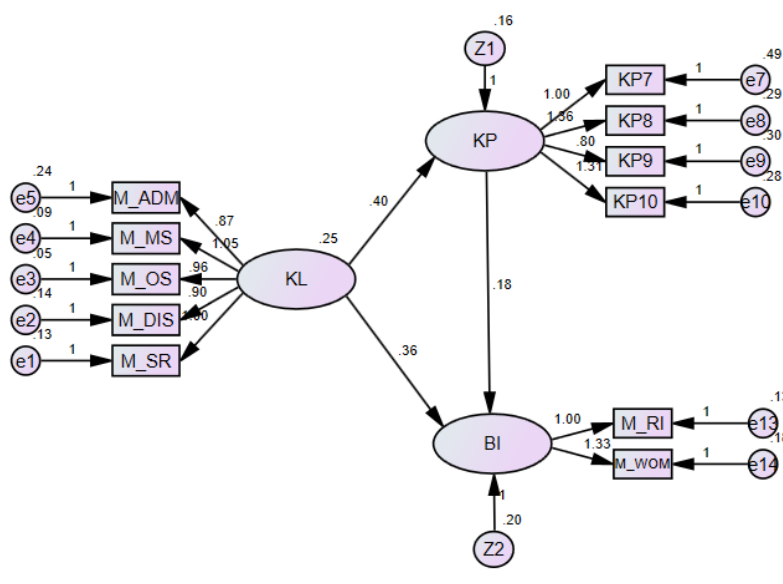 .16
Z1
1
.49
KP7
1
e7
1.00
.29
KP8
1
e8
1.36
KP
.30
.80
KP9
1
e9
1.31
.28
KP10
1
e10
.24
e5
1
M_ADM
.87
.40
.09
e4
1
M_MS
1.05
.25
.05
e3
1
M_OS
.96
KL
.14
.90
.18
e2
1
M_DIS
1.00
.13
e1
1
M_SR
.36
1.00
M_RI
1
e13
BI
1.33
M_WOM
1
e14
1
.20
Z2